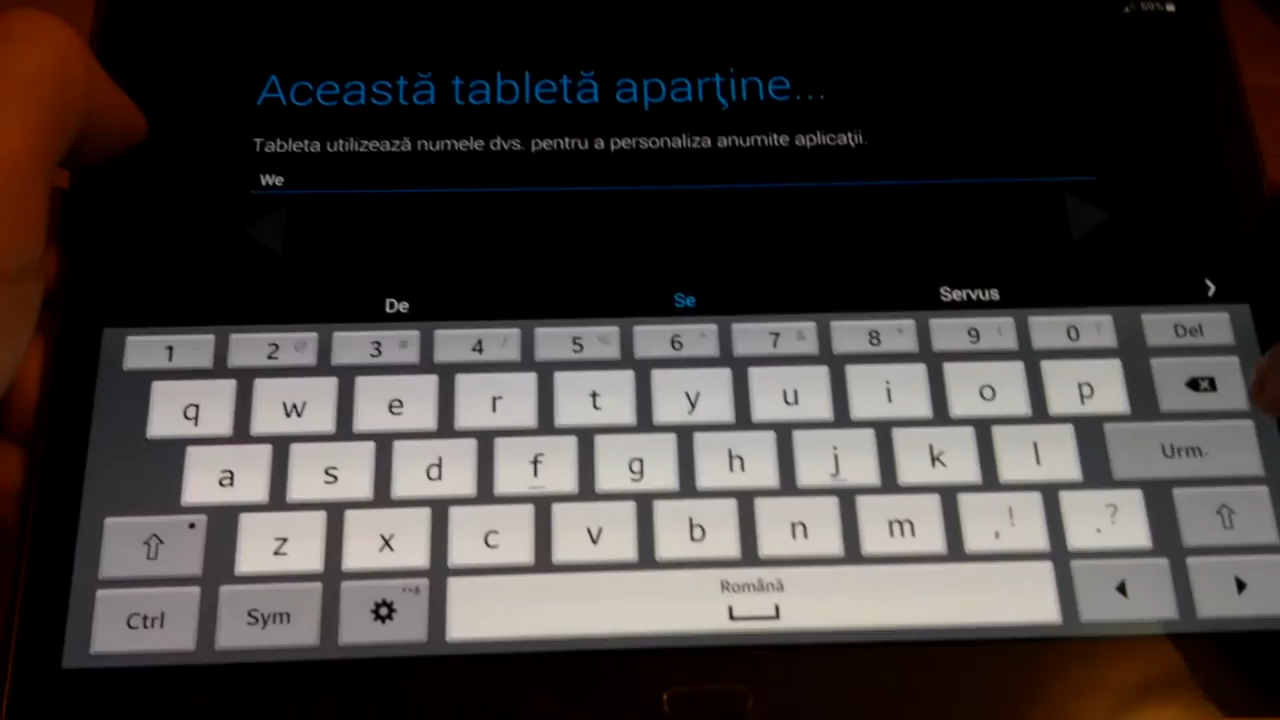 59%
Această tabletă aparţine...
Tableta utilizează numele dvs. pentru a personaliza anumite aplicaţii.
We
De Se Servus
1 2 3 4 5 6 7 8 9 0 Del
q w e r t y u i o p
a s d f g h j k l Urm.
z x c v b n m , ! . ?
Ctrl Sym Română